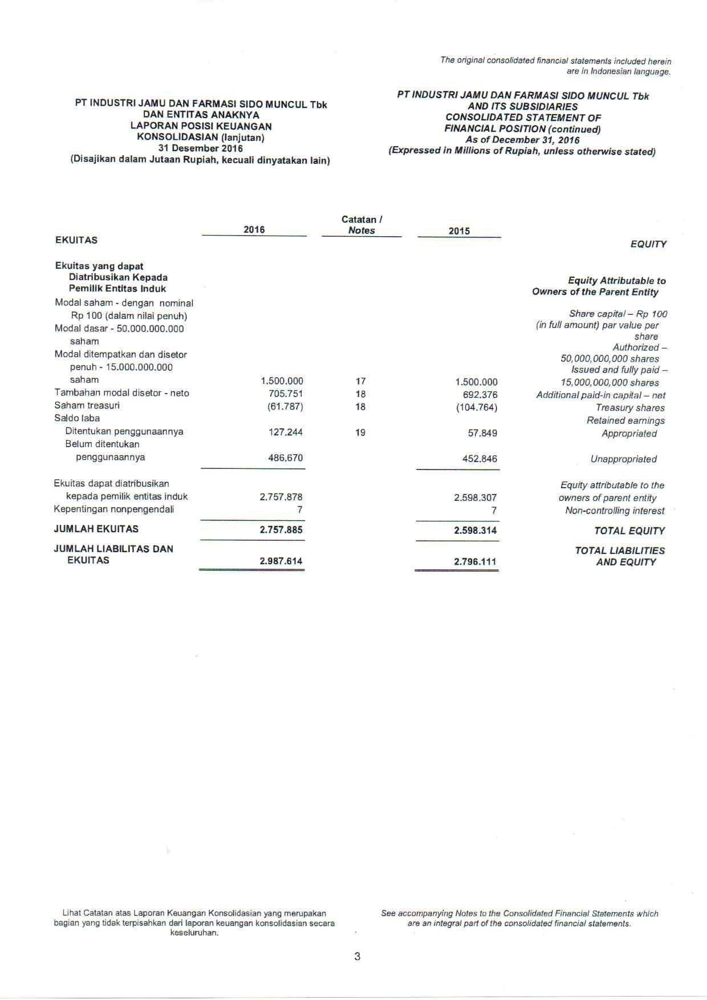 The original consolidated financial statements included herein
are in Indonesian language.
PT INDUSTRI JAMU DAN FARMASI SIDO MUNCUL Tbk
DAN ENTITAS ANAKNYA
LAPORAN POSISI KEUANGAN
KONSOLIDASIAN (lanjutan)
31 Desember 2016
(Disajikan dalam Jutaan Rupiah, kecuali dinyatakan lain)
PT INDUSTRI JAMU DAN FARMASI SIDO MUNCUL Tbk
AND ITS SUBSIDIARIES
CONSOLIDATED STATEMENT OF
FINANCIAL POSITION (continued)
As of December 31, 2016
(Expressed in Millions of Rupiah, unless otherwise stated)
Catatan /
2016 Notes 2015
EKUITAS EQUITY
Ekuitas yang dapat
Diatribusikan Kepada Equity Attributable to
Pemilik Entitas Induk Owners of the Parent Entity
Modal saham - dengan nominal
Rp 100 (dalam nilai penuh) Share capital – Rp 100
Modal dasar - 50.000.000.000 (in full amount) par value per
saham share
Authorized –
Modal ditempatkan dan disetor 50,000,000,000 shares
penuh - 15.000.000.000 Issued and fully paid –
saham 1.500.000 17 1.500.000 15,000,000,000 shares
Tambahan modal disetor - neto 705.751 18 692.376 Additional paid-in capital – net
Saham treasuri (61.787) 18 (104.764) Treasury shares
Saldo laba Retained earnings
Ditentukan penggunaannya 127.244 19 57.849 Appropriated
Belum ditentukan
penggunaannya 486.670 452.846 Unappropriated
Ekuitas dapat diatribusikan Equity attributable to the
kepada pemilik entitas induk 2.757.878 2.598.307 owners of parent entity
Kepentingan nonpengendali 7 7 Non-controlling interest
JUMLAH EKUITAS 2.757.885 2.598.314 TOTAL EQUITY
JUMLAH LIABILITAS DAN TOTAL LIABILITIES
EKUITAS 2.987.614 2.796.111 AND EQUITY
Lihat Catatan atas Laporan Keuangan Konsolidasian yang merupakan
bagian yang tidak terpisahkan dari laporan keuangan konsolidasian secara
keseluruhan.
See accompanying Notes to the Consolidated Financial Statements which
are an integral part of the consolidated financial statements.
3